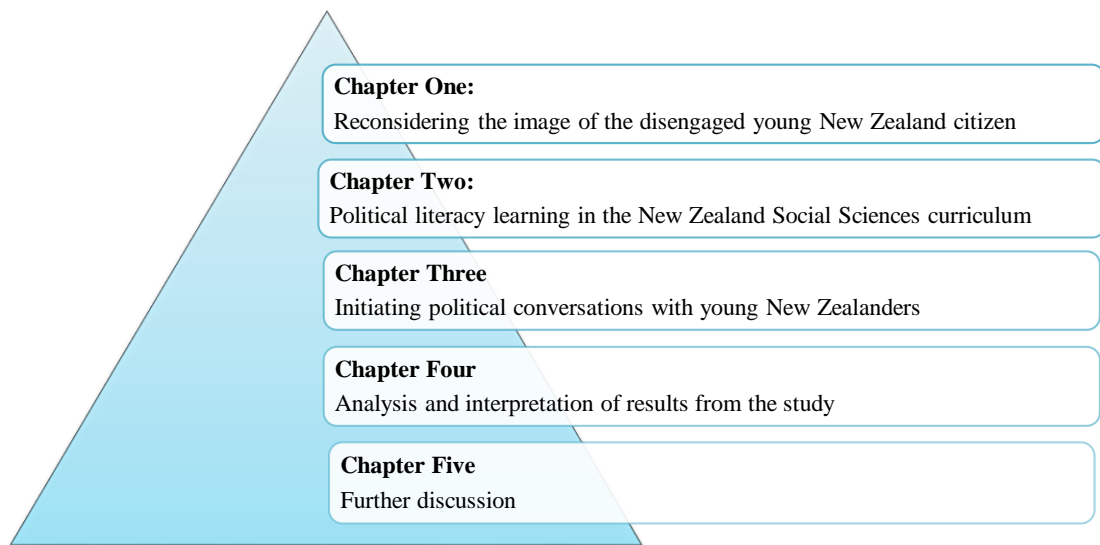 Chapter One:
Reconsidering the image of the disengaged young New Zealand citizen
Chapter Two:
Political literacy learning in the New Zealand Social Sciences curriculum
Chapter Three
Initiating political conversations with young New Zealanders
Chapter Four
Analysis and interpretation of results from the study
Chapter Five
Further discussion